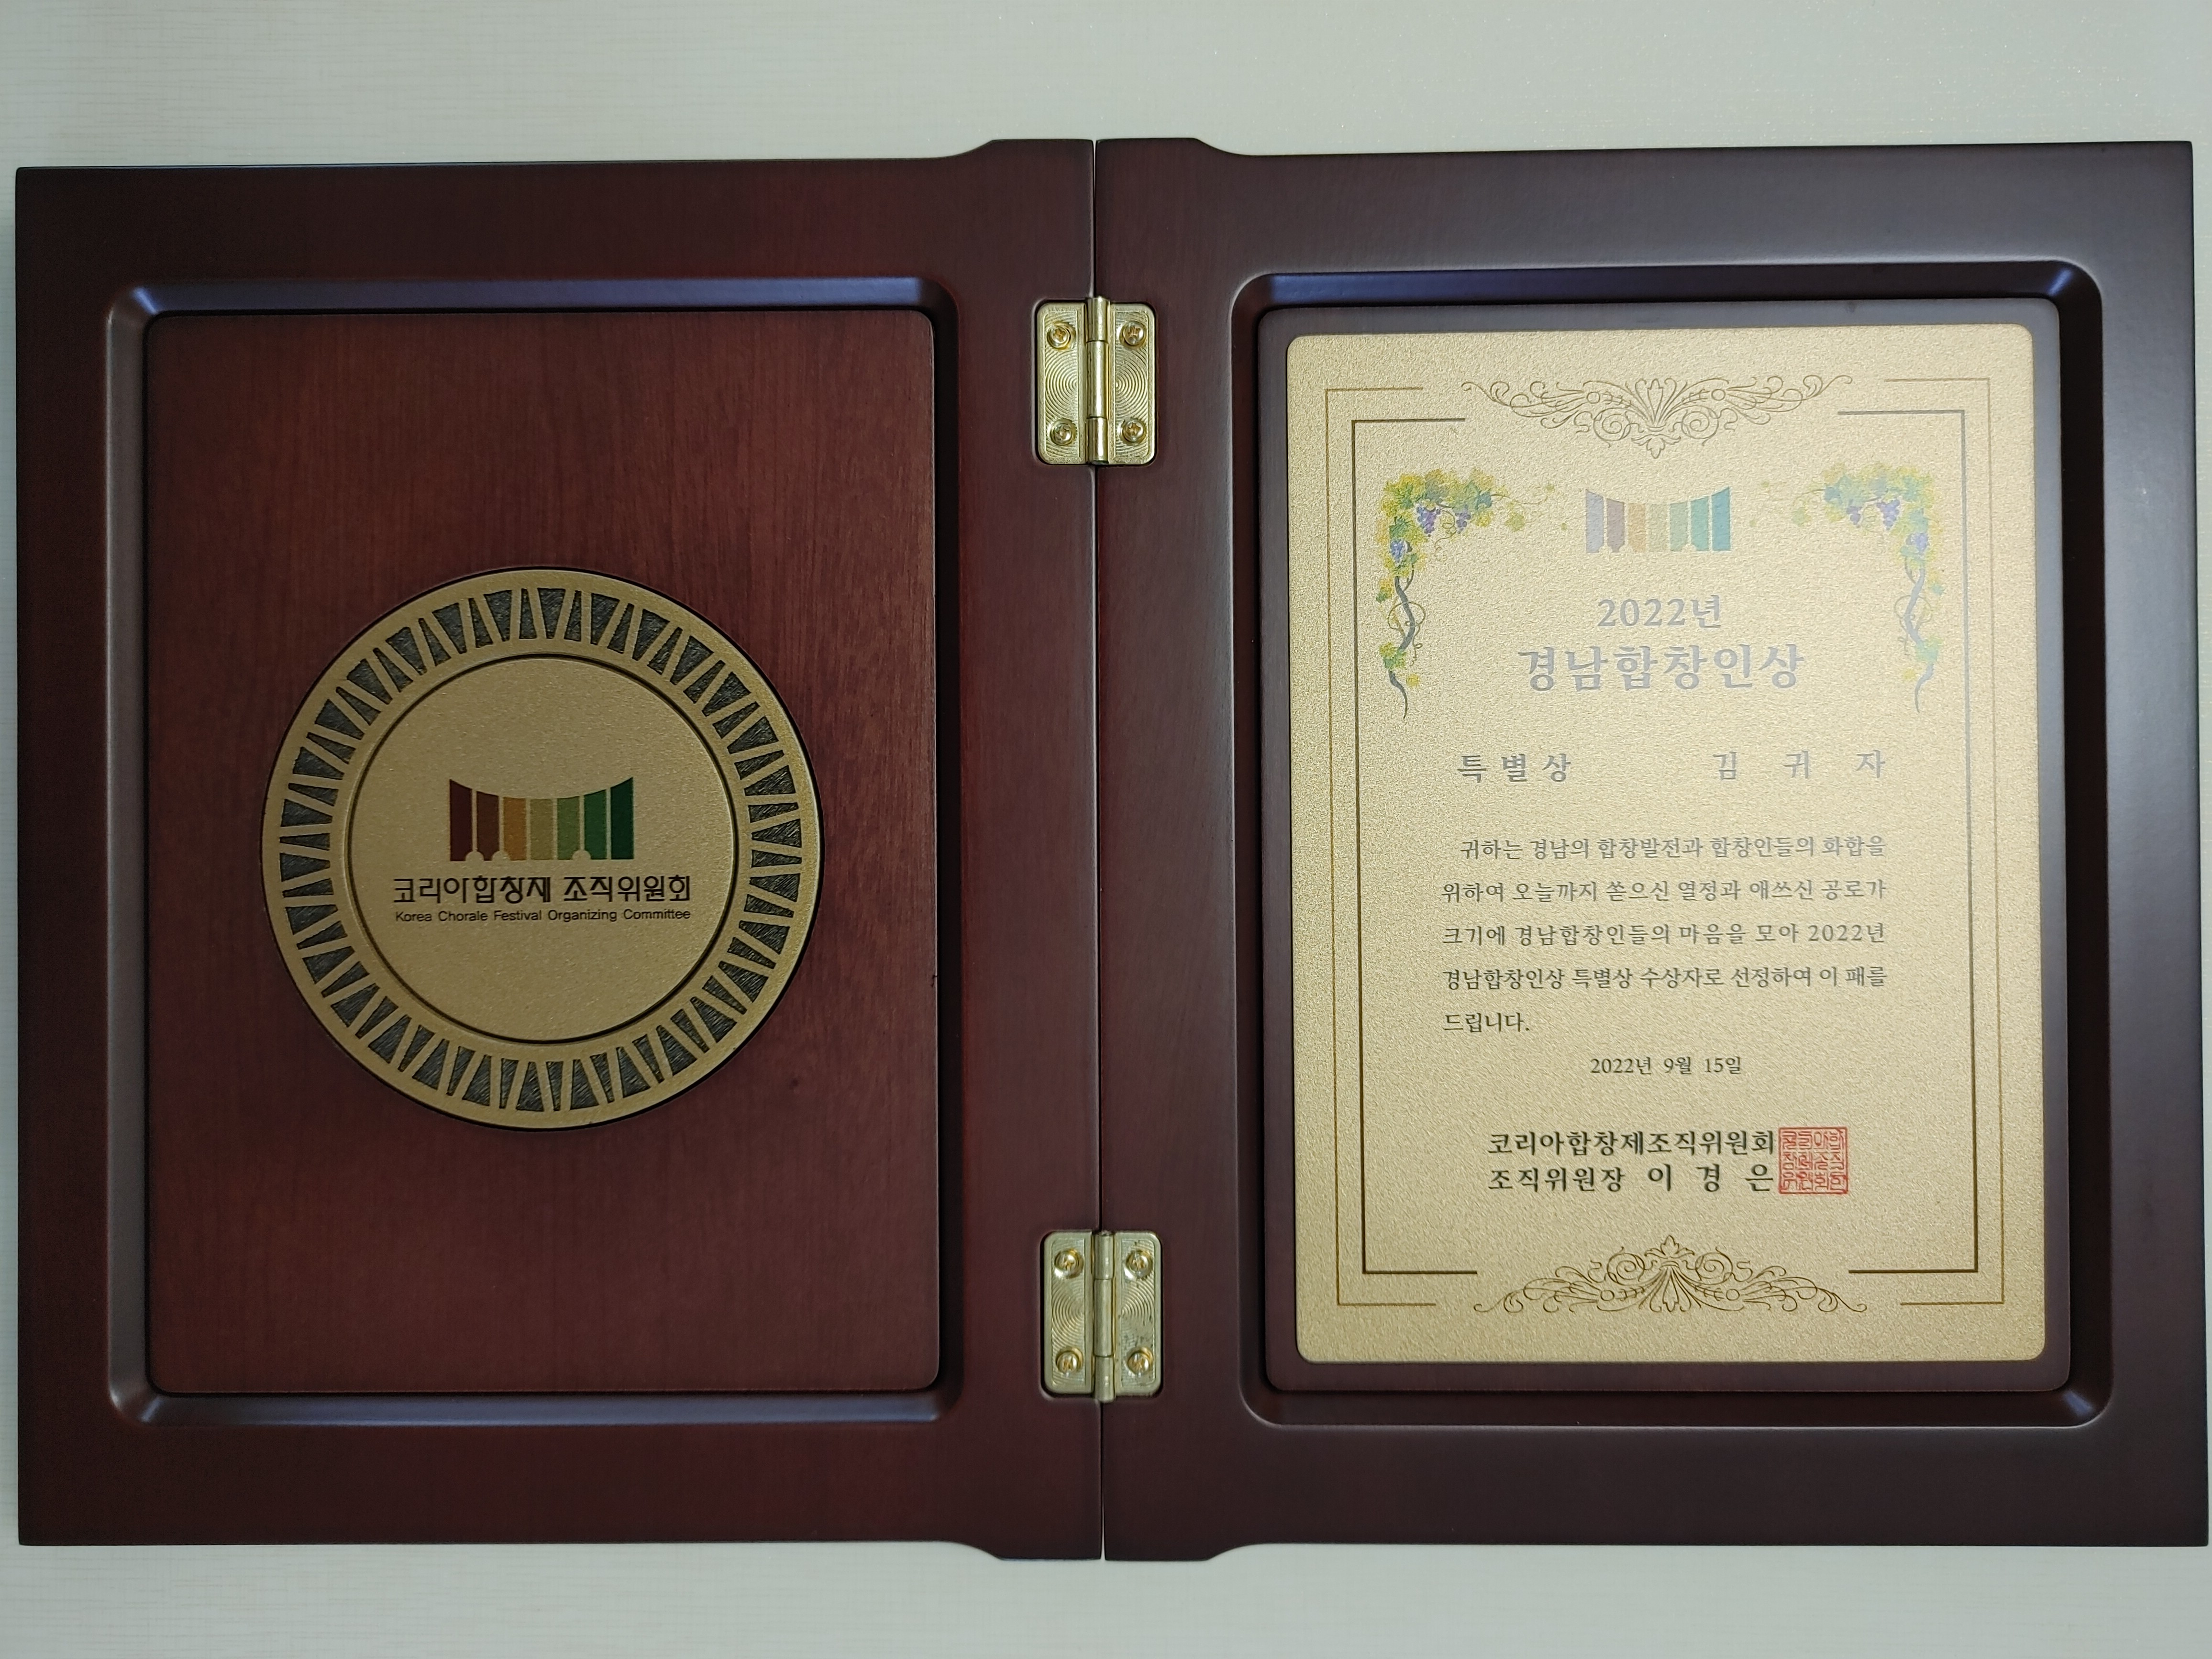 코리아합창제 조직위원회
Korea Chorale Festival Organizing Committee
2022년
경남합창인상
특별상 김귀자
귀하는 경남의 합창발전과 합창인들의 화합을
위하여 오늘까지 쏟으신 열정과 애쓰신 공로가
크기에 경남합창인들의 마음을 모아 2022년
경남합창인상 특별상 수상자로 선정하여 이 패를
드립니다.
2022년 9월 15일
코리아합창제조직위원회
조직위원장 이경은